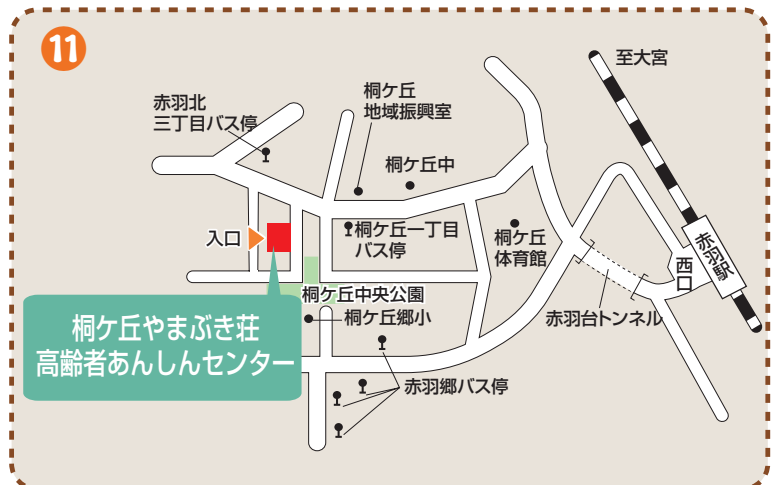 11
至大宮
赤羽北
三丁目バス停
桐ケ丘
地域振興室
桐ケ丘中
入口
桐ケ丘一丁目
バス停
桐ケ丘
体育館
西口
赤羽駅
桐ケ丘中央公園
桐ケ丘郷小
赤羽台トンネル
桐ケ丘やまぶき荘
高齢者あんしんセンター
赤羽郷バス停